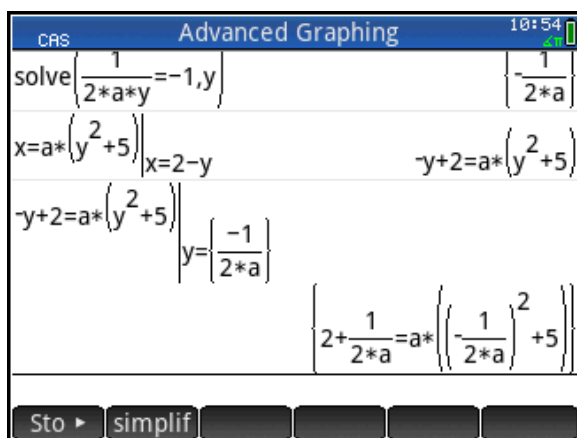 CAS Advanced Graphing 10:54 ∡π
solve(1/(2*a*y)=-1,y) {-1/(2*a)}
x=a*(y^2+5)|x=2-y -y+2=a*(y^2+5)
-y+2=a*(y^2+5)|y={-1/(2*a)}
{2+1/(2*a)=a*((-1/(2*a))^2+5)}
Sto ► simplif